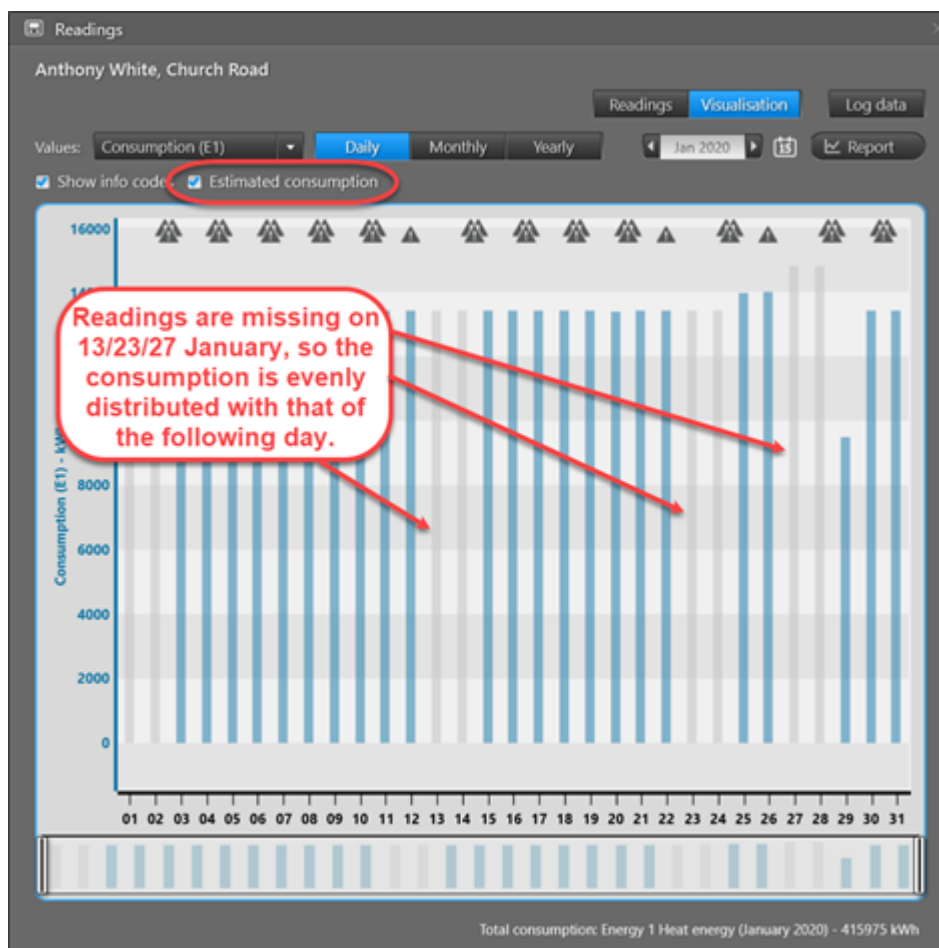 Readings
Anthony White, Church Road
Readings Visualisation Log data
Values: Consumption (E1) Daily Monthly Yearly Jan 2020 15 Report
Show info code Estimated consumption
16000
Readings are missing on
13/23/27 January, so the
consumption is evenly
distributed with that of
the following day.
8000
6000
4000
2000
0
Consumption (E1) - kW
01 02 03 04 05 06 07 08 09 10 11 12 13 14 15 16 17 18 19 20 21 22 23 24 25 26 27 28 29 30 31
Total consumption: Energy 1 Heat energy (January 2020) - 415975 kWh